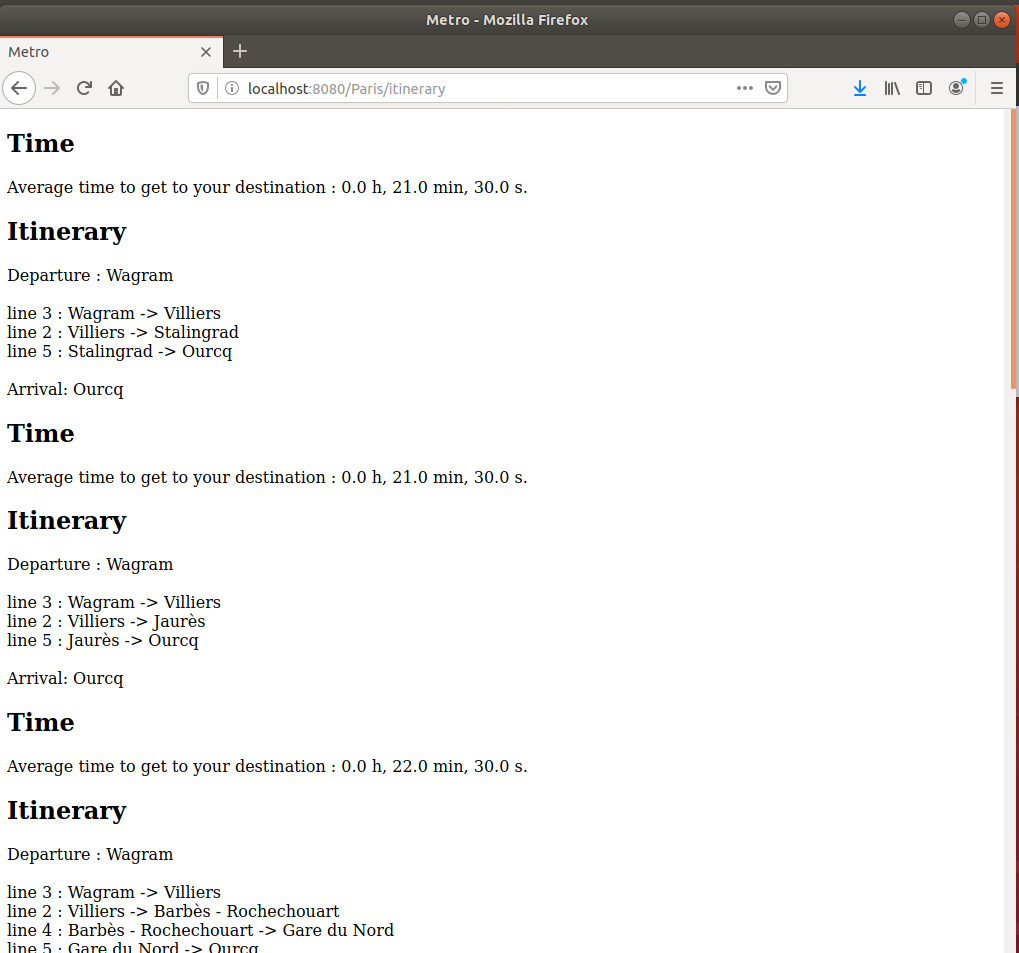 Metro - Mozilla Firefox
Metro
localhost:8080/Paris/itinerary
Time
Average time to get to your destination : 0.0 h, 21.0 min, 30.0 s.
Itinerary
Departure : Wagram
line 3 : Wagram -> Villiers
line 2 : Villiers -> Stalingrad
line 5 : Stalingrad -> Ourcq
Arrival: Ourcq
Time
Average time to get to your destination : 0.0 h, 21.0 min, 30.0 s.
Itinerary
Departure : Wagram
line 3 : Wagram -> Villiers
line 2 : Villiers -> Jaurès
line 5 : Jaurès -> Ourcq
Arrival: Ourcq
Time
Average time to get to your destination : 0.0 h, 22.0 min, 30.0 s.
Itinerary
Departure : Wagram
line 3 : Wagram -> Villiers
line 2 : Villiers -> Barbès - Rochechouart
line 4 : Barbès - Rochechouart -> Gare du Nord
line 5 : Gare du Nord -> Ourcq